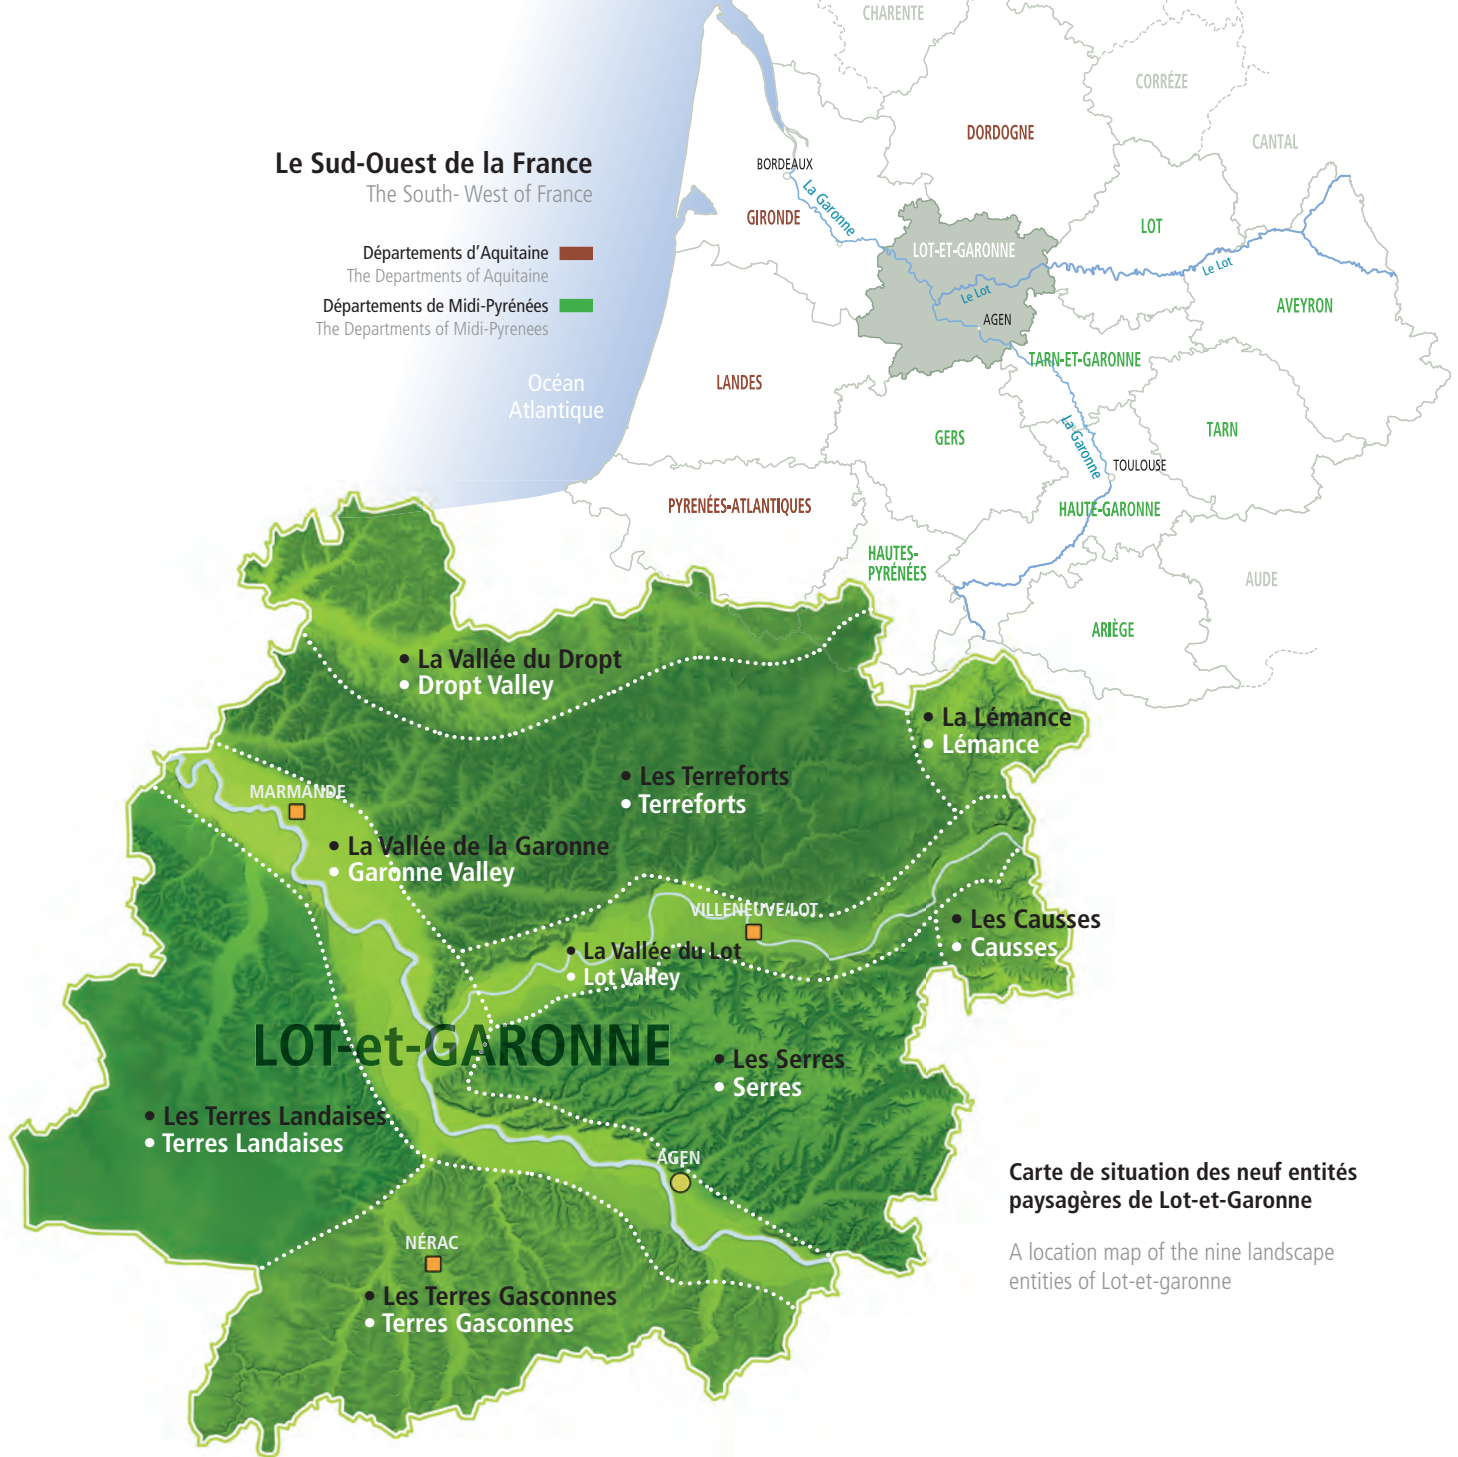 CHARENTE
CORRÉZE
DORDOGNE
CANTAL
Le Sud-Ouest de la France
The South- West of France
BORDEAUX
La Garonne
GIRONDE
LOT
LOT-ET-GARONNE
Départements d'Aquitaine
The Departments of Aquitaine
Départements de Midi-Pyrénées
The Departments of Midi-Pyrenees
Le Lot
Le Lot
AGEN
AVEYRON
TARN-ET-GARONNE
Océan
Atlantique
LANDES
La Garonne
GERS
TARN
TOULOUSE
PYRENÉES-ATLANTIQUES
HAUTE-GARONNE
HAUTES-
PYRÉNÉES
AUDE
ARIÈGE
• La Vallée du Dropt
• Dropt Valley
• La Lémance
• Lémance
• Les Terreforts
• Terreforts
MARMANDE
• La Vallée de la Garonne
• Garonne Valley
VILLENEUVE/LOT
• Les Causses
• Causses
• La Vallée du Lot
• Lot Valley
LOT-et-GARONNE
• Les Serres
• Serres
• Les Terres Landaises
• Terres Landaises
AGEN
NÉRAC
• Les Terres Gasconnes
• Terres Gasconnes
Carte de situation des neuf entités
paysagères de Lot-et-Garonne
A location map of the nine landscape
entities of Lot-et-garonne